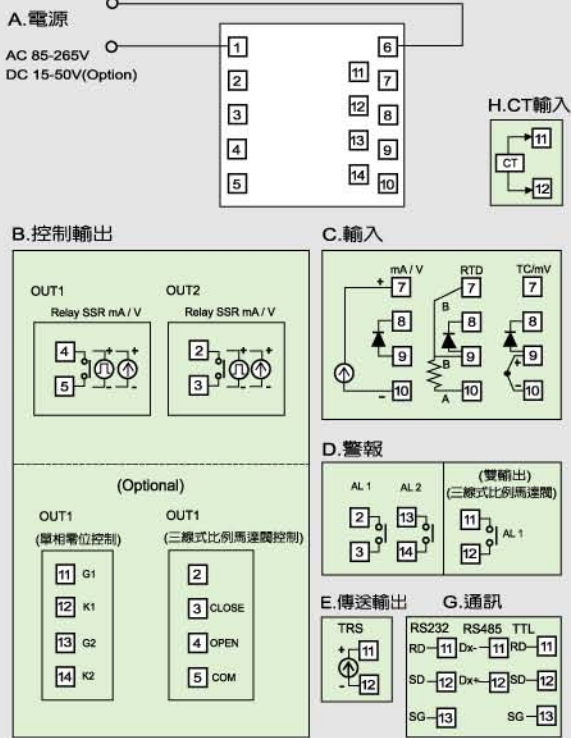 A.電源
AC 85-265V
DC 15-50V(Option)
1
6
2
11
7
3
12
8
4
13
9
5
14
10
H.CT輸入
CT
11
12
B.控制輸出
OUT1
Relay SSR mA / V
4
5
OUT2
Relay SSR mA / V
2
3
(Optional)
OUT1
(單相零位控制)
11 G1
12 K1
13 G2
14 K2
OUT1
(三線式比例馬達閥控制)
2
3 CLOSE
4 OPEN
5 COM
C.輸入
mA / V
+ 7
8
9
- 10
RTD
7
B
8
B 9
A 10
TC/mV
7
8
+ 9
- 10
D.警報
AL 1
2
3
AL 2
13
14
(雙輸出)
(三線式比例馬達閥)
11
AL 1
12
E.傳送輸出
TRS
+ 11
- 12
G.通訊
RS232 RS485 TTL
RD 11 Dx- 11 RD 11
SD 12 Dx+ 12 SD 12
SG 13 SG 13